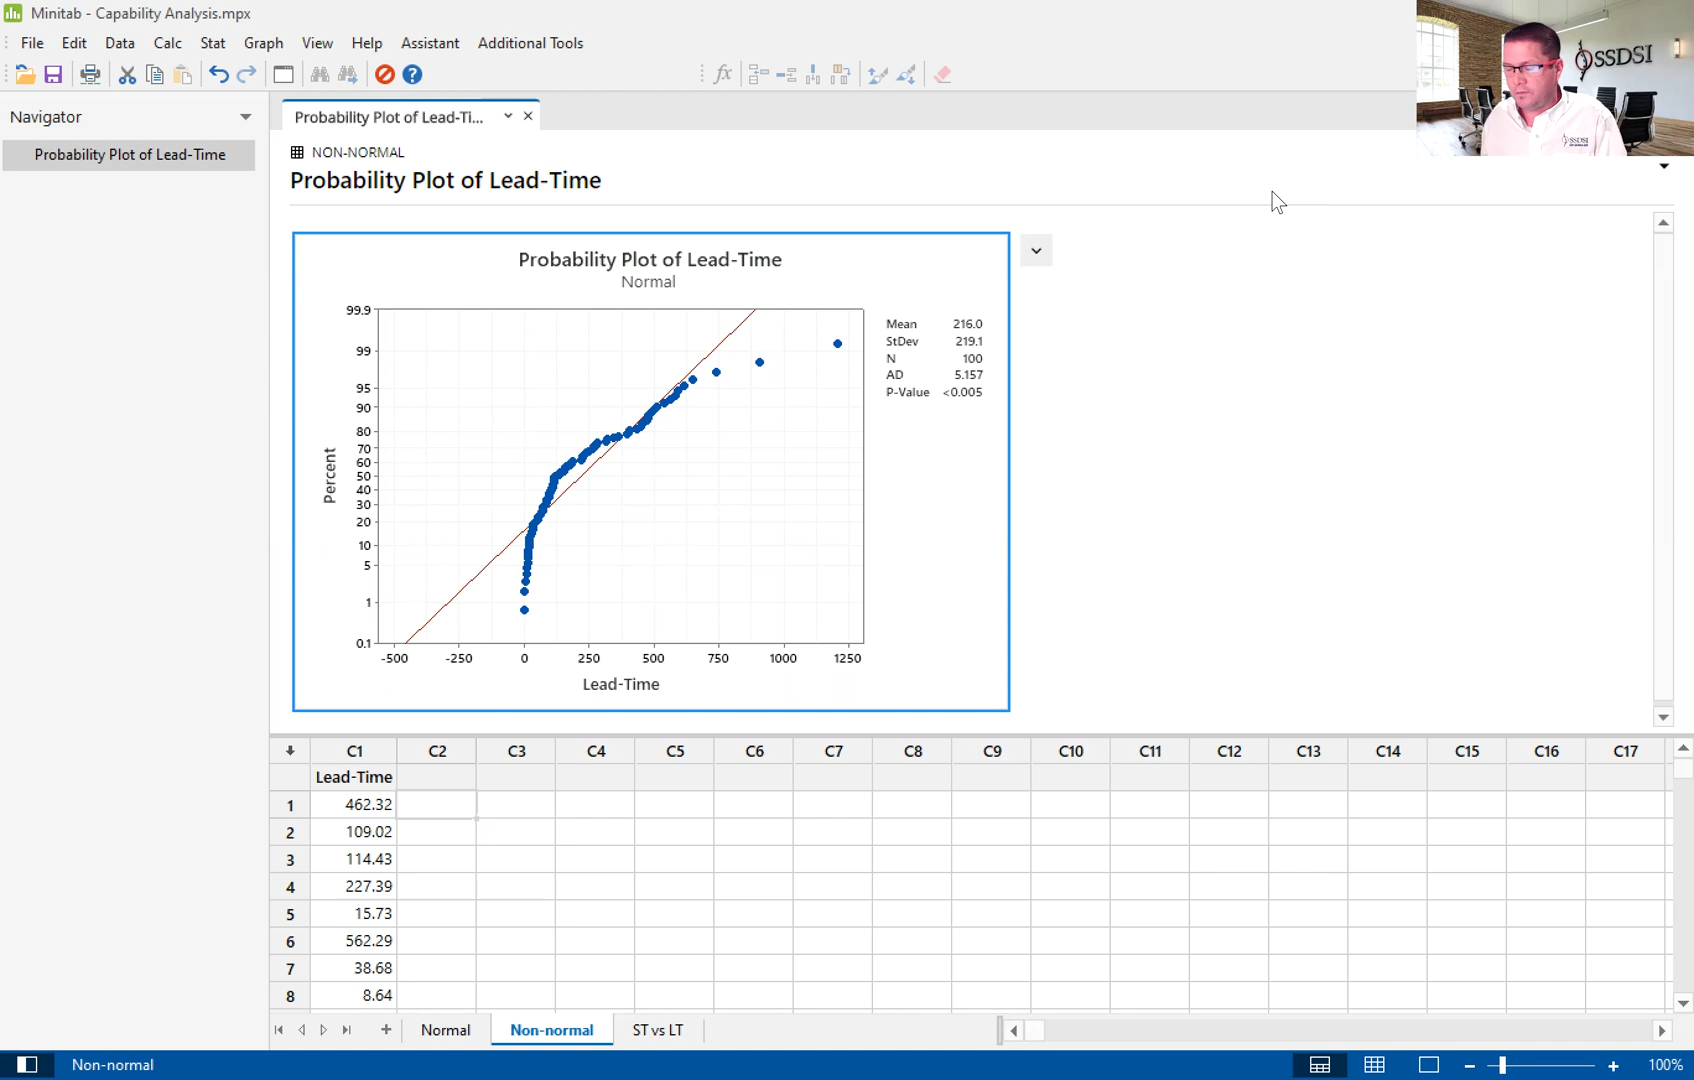 Minitab - Capability Analysis.mpx
File Edit Data Calc Stat Graph View Help Assistant Additional Tools
SSDSI
Navigator
Probability Plot of Lead-Ti...
Probability Plot of Lead-Time
NON-NORMAL
Probability Plot of Lead-Time
Probability Plot of Lead-Time
Normal
99.9
99
95
90
80
70
60
50
40
30
20
10
5
1
0.1
Percent
-500 -250 0 250 500 750 1000 1250
Lead-Time
Mean 216.0
StDev 219.1
N 100
AD 5.157
P-Value <0.005
C1 C2 C3 C4 C5 C6 C7 C8 C9 C10 C11 C12 C13 C14 C15 C16 C17
Lead-Time
1 462.32
2 109.02
3 114.43
4 227.39
5 15.73
6 562.29
7 38.68
8 8.64
+ Normal Non-normal ST vs LT
Non-normal
100%